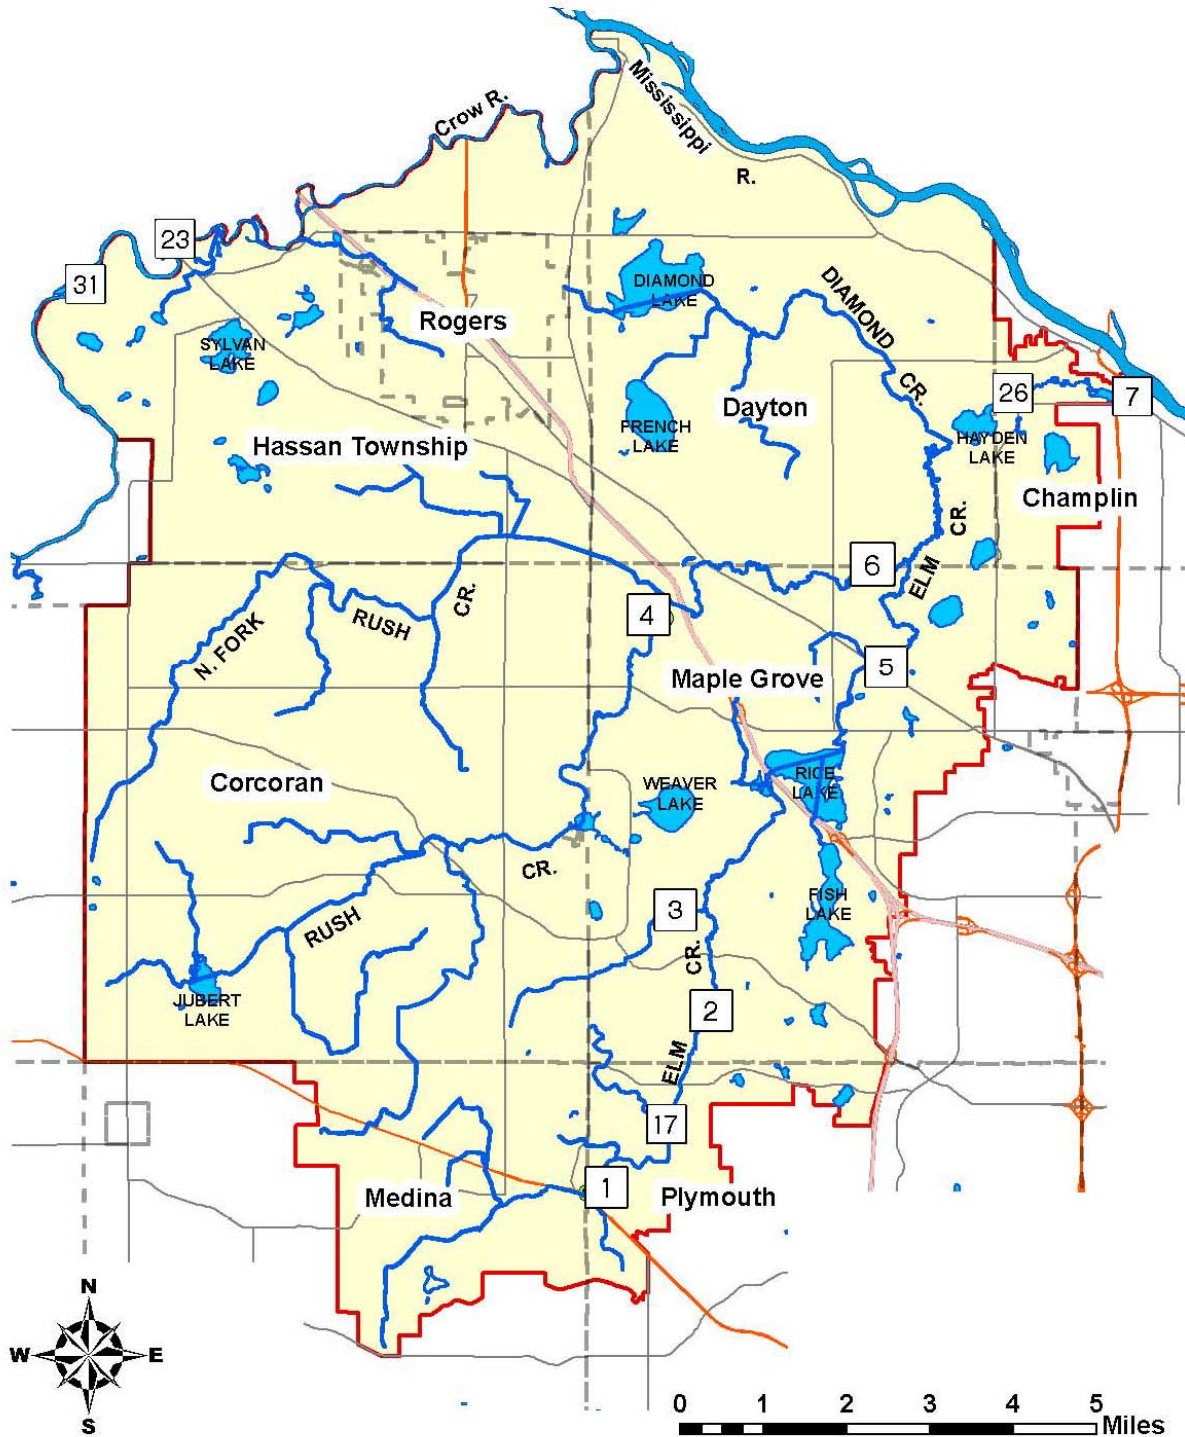 Mississippi
R.
Crow R.
23
31
DIAMOND
LAKE
DIAMOND
CR.
Rogers
SYLVAN
LAKE
26
7
Dayton
FRENCH
LAKE
HAYDEN
LAKE
Hassan Township
Champlin
CR.
ELM
6
CR.
RUSH
N. FORK
4
5
Maple Grove
Corcoran
WEAVER
LAKE
RICE
LAKE
CR.
FISH
LAKE
3
RUSH
CR.
JUBERT
LAKE
2
ELM
17
1
Medina
Plymouth
N
W
E
S
0 1 2 3 4 5
Miles